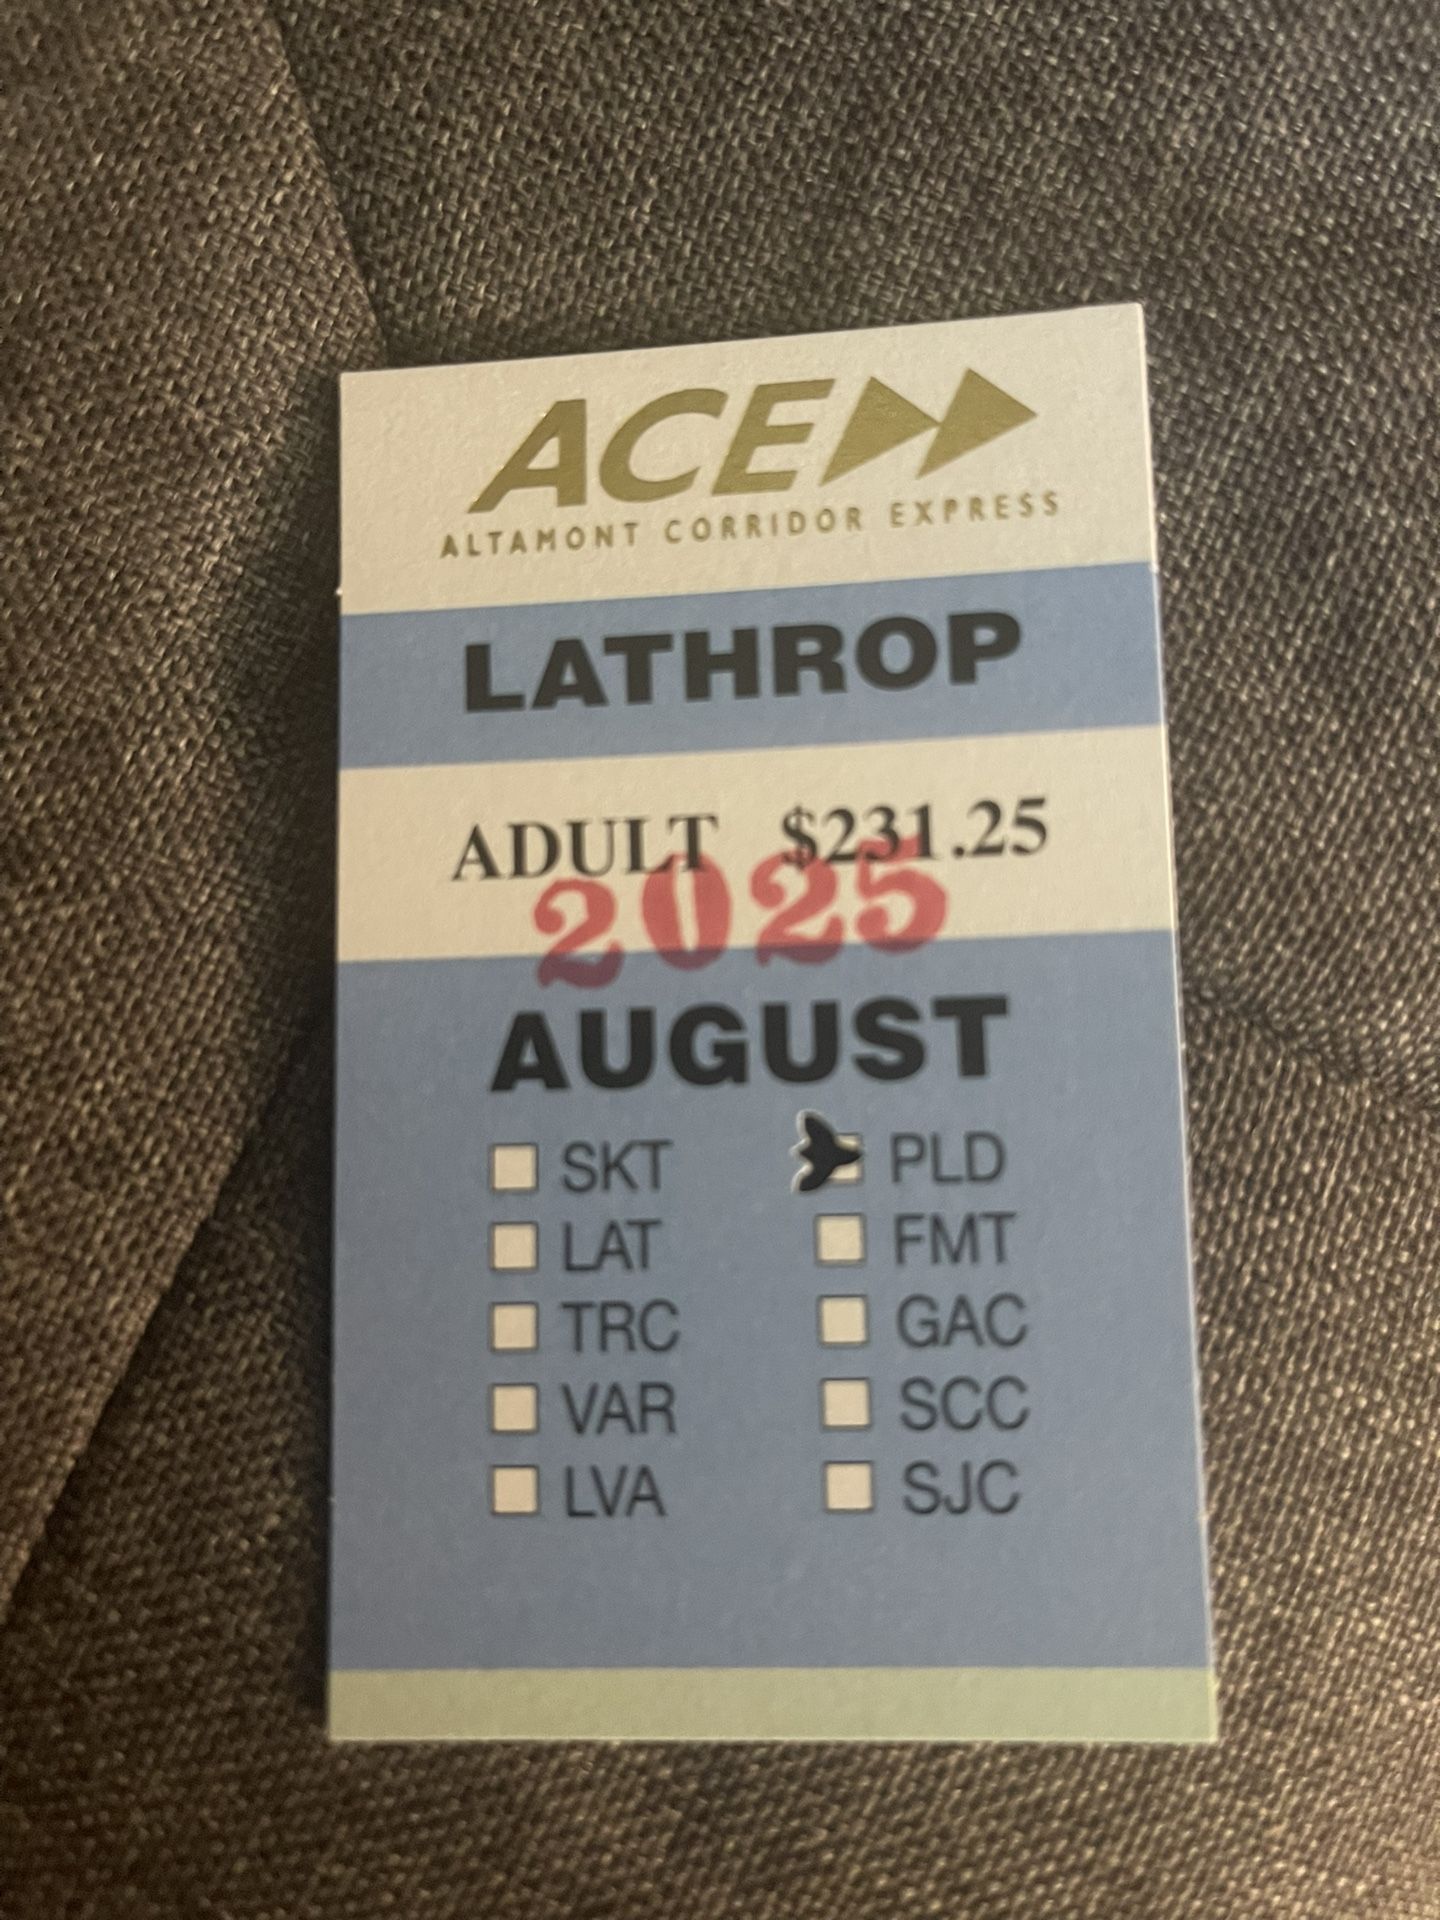 ACE
ALTAMONT CORRIDOR EXPRESS
LATHROP
ADULT $231.25
2025
AUGUST
SKT PLD
LAT FMT
TRC GAC
VAR SCC
LVA SJC